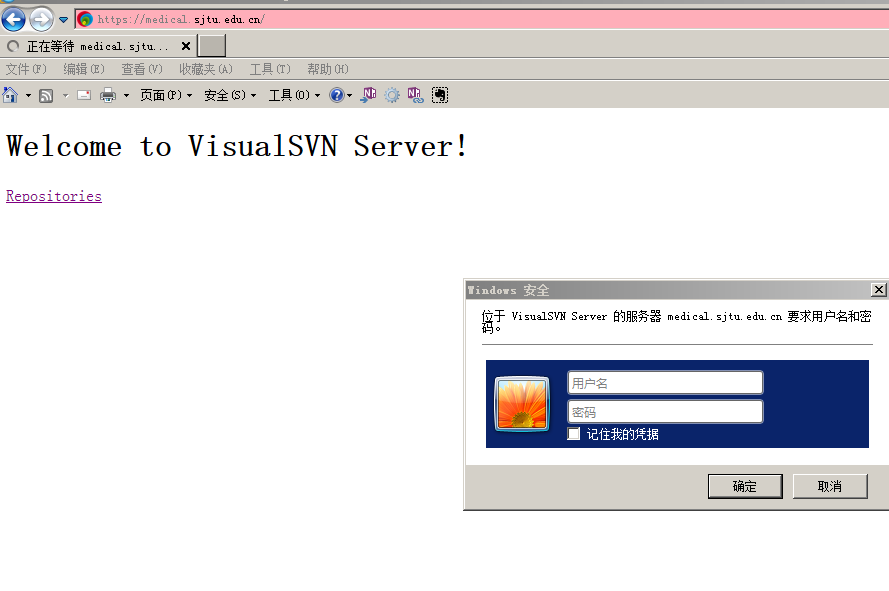 https://medical.sjtu.edu.cn/
正在等待 medical.sjtu...
文件(F) 编辑(E) 查看(V) 收藏夹(A) 工具(T) 帮助(H)
页面(P) 安全(S) 工具(O)
Welcome to VisualSVN Server!
Repositories
Windows 安全
位于 VisualSVN Server 的服务器 medical.sjtu.edu.cn 要求用户名和密
码。
用户名
密码
记住我的凭据
确定 取消